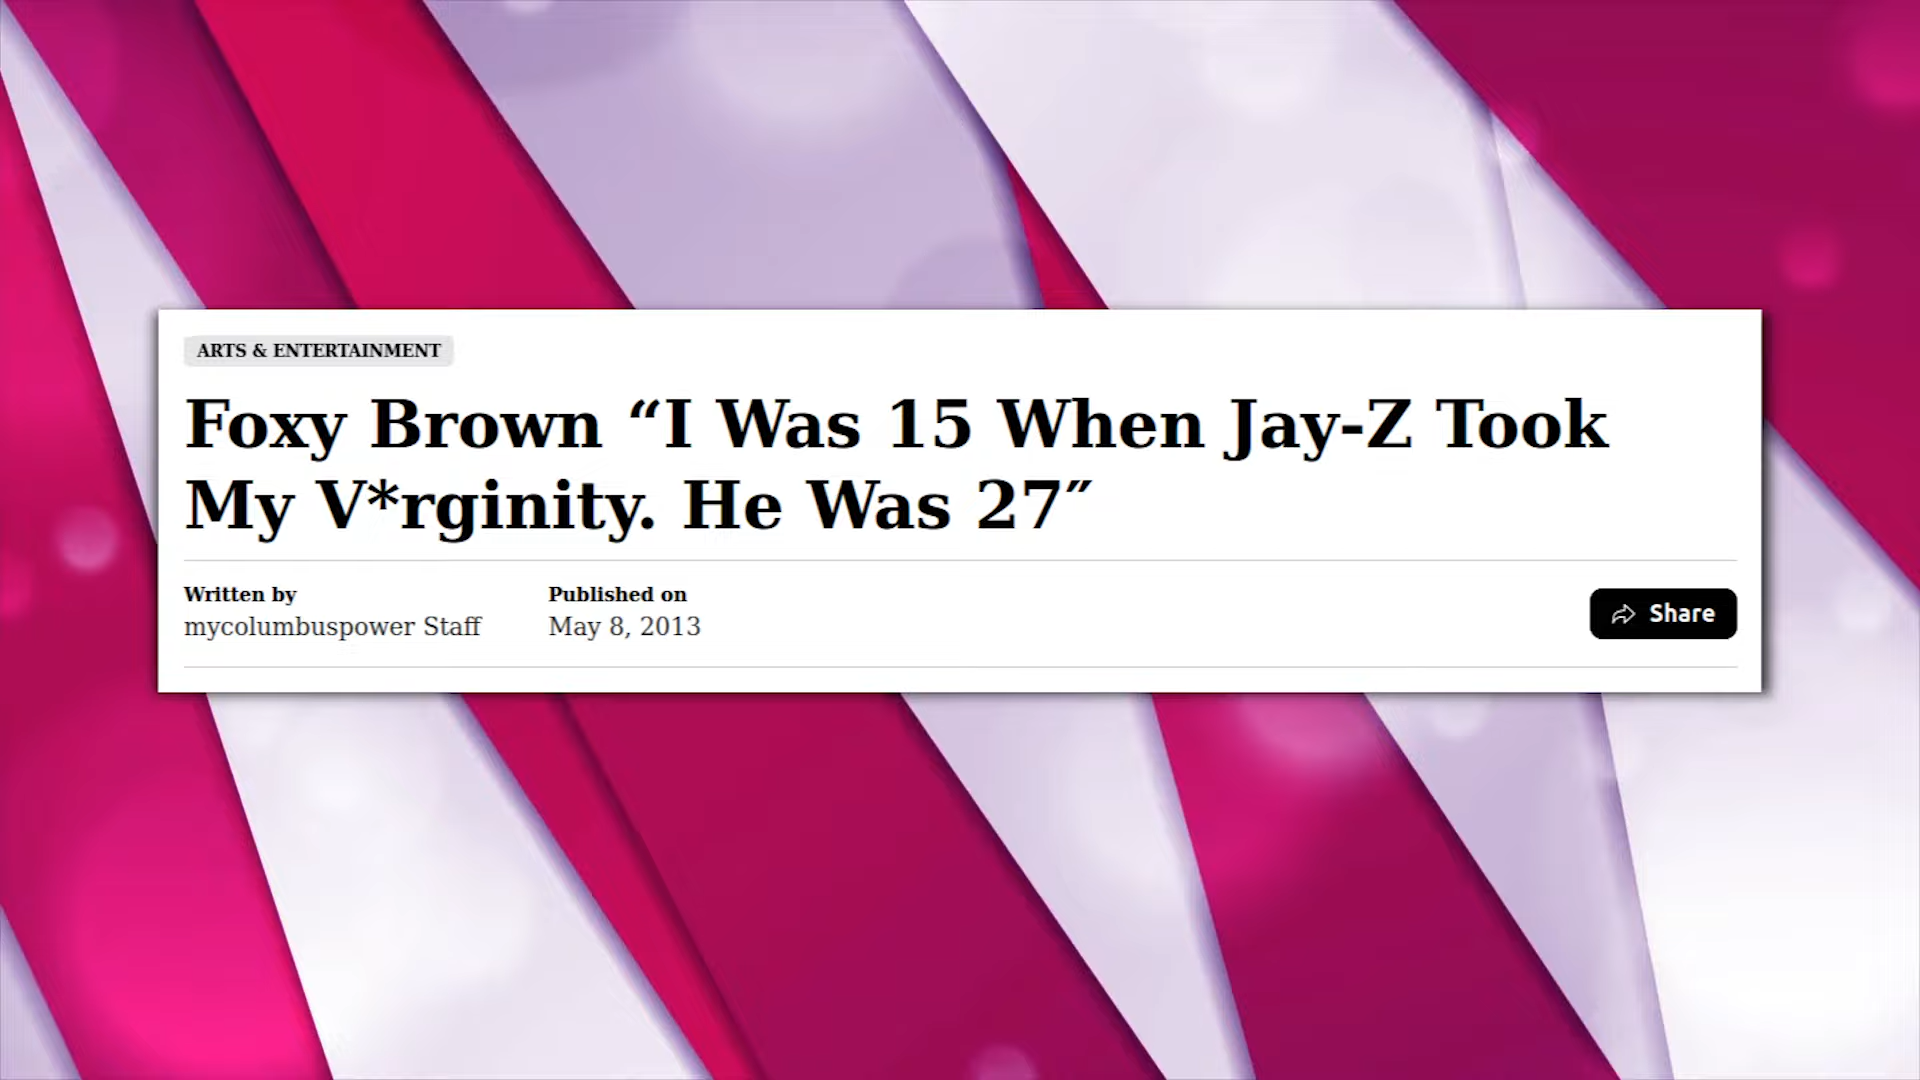 ARTS & ENTERTAINMENT
Foxy Brown “I Was 15 When Jay-Z Took
My V*rginity. He Was 27″
Written by
mycolumbuspower Staff
Published on
May 8, 2013
Share